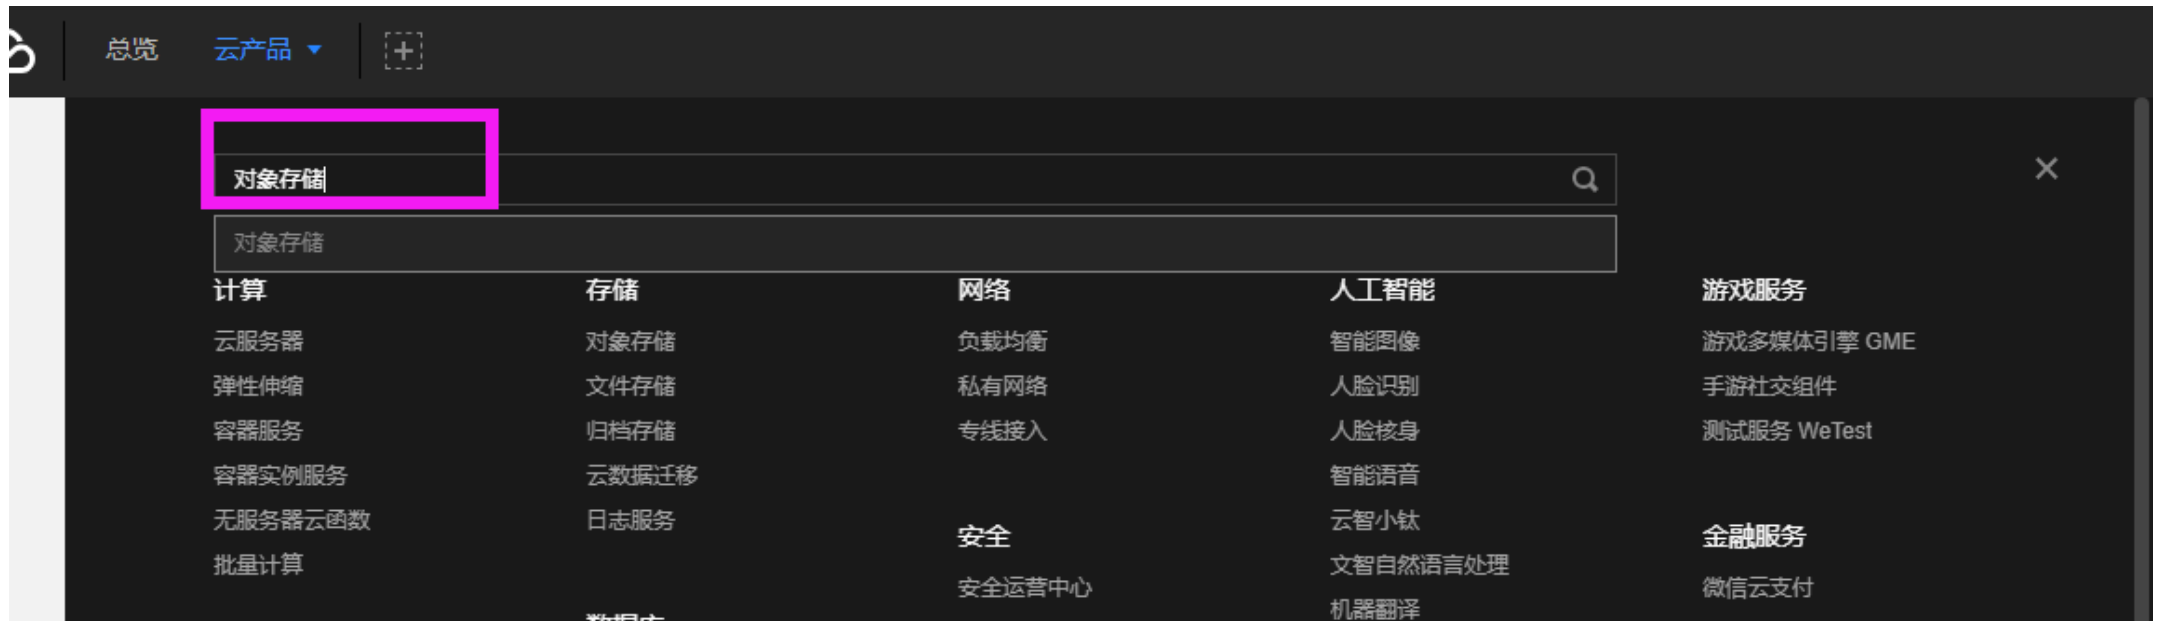 总览 云产品
对象存储
对象存储
计算
云服务器
弹性伸缩
容器服务
容器实例服务
无服务器云函数
批量计算
存储
对象存储
文件存储
归档存储
云数据迁移
日志服务
网络
负载均衡
私有网络
专线接入
安全
安全运营中心
人工智能
智能图像
人脸识别
人脸核身
智能语音
云智小钛
文智自然语言处理
机器翻译
游戏服务
游戏多媒体引擎 GME
手游社交组件
测试服务 WeTest
金融服务
微信云支付